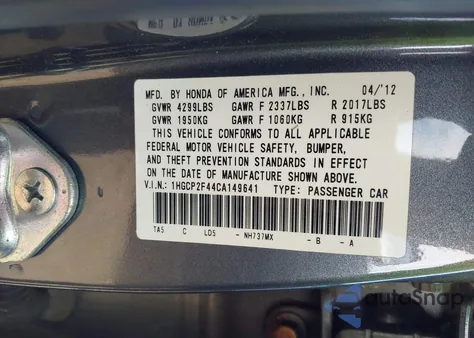 MFD. BY HONDA OF AMERICA MFG., INC. 04/'12
GVWR 4299LBS GAWR F 2337LBS R 2017LBS
GVWR 1950KG GAWR F 1060KG R 915KG
THIS VEHICLE CONFORMS TO ALL APPLICABLE
FEDERAL MOTOR VEHICLE SAFETY, BUMPER,
AND THEFT PREVENTION STANDARDS IN EFFECT
ON THE DATE OF MANUFACTURE SHOWN ABOVE.
V.I.N.: 1HGCP2F44CA149641 TYPE: PASSENGER CAR
TA5 C LDS - NH737MX - B - A
autoSnap